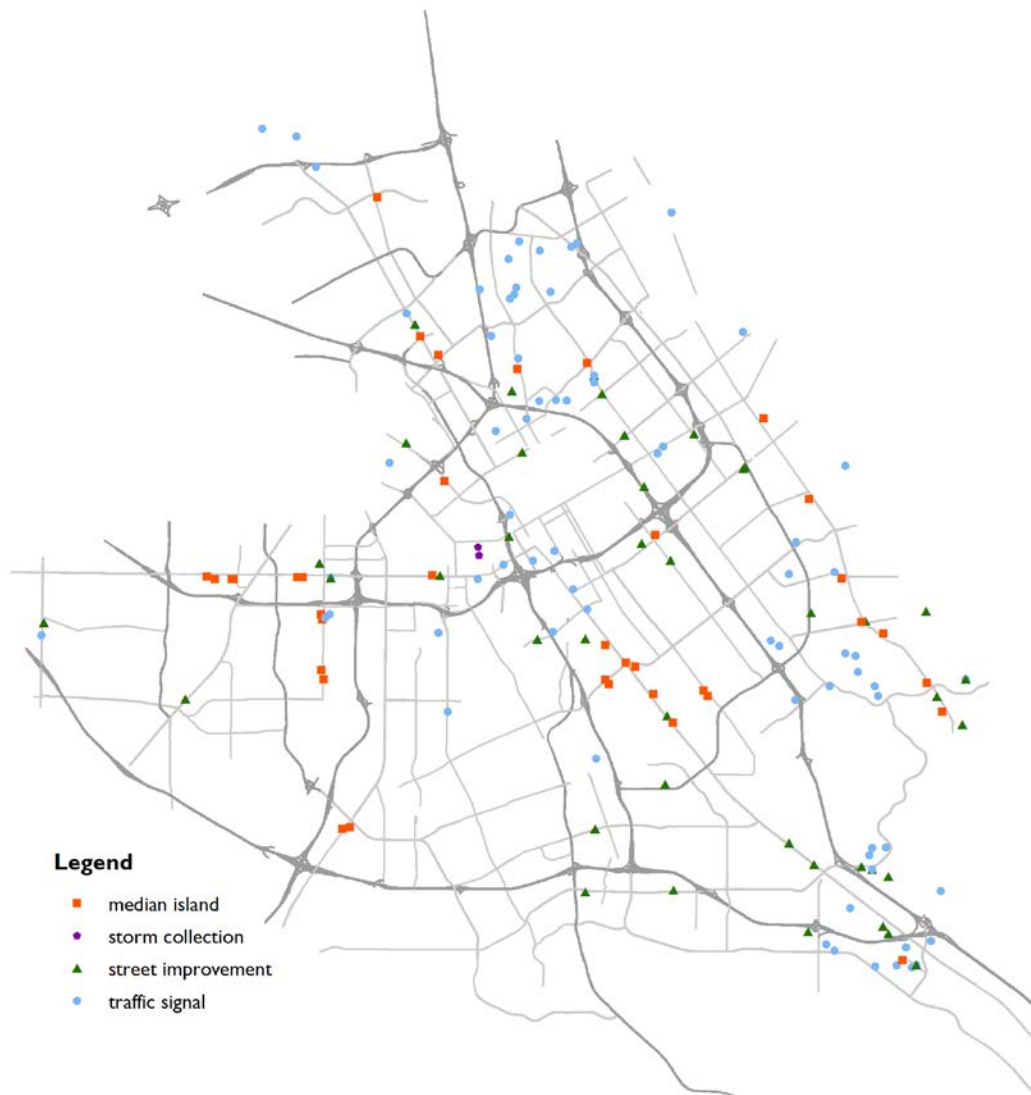 Legend
median island
storm collection
street improvement
traffic signal